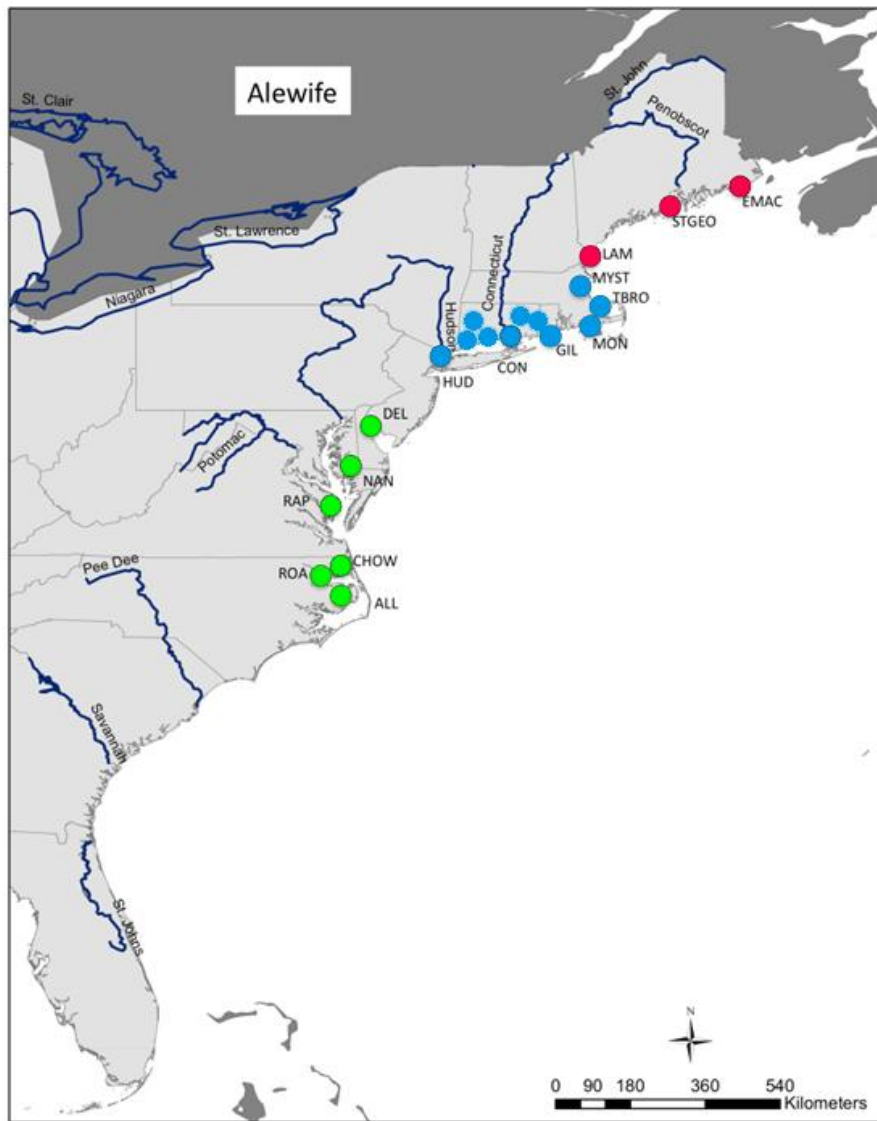 Alewife
St. Clair
St. John
Penobscot
EMAC
STGEO
St. Lawrence
LAM
Connecticut
MYST
Niagara
TBRO
Hudson
MON
GIL
CON
HUD
DEL
Potomac
NAN
RAP
CHOW
Pee Dee
ROA
ALL
Savannah
St. Johns
N
0 90 180 360 540
Kilometers